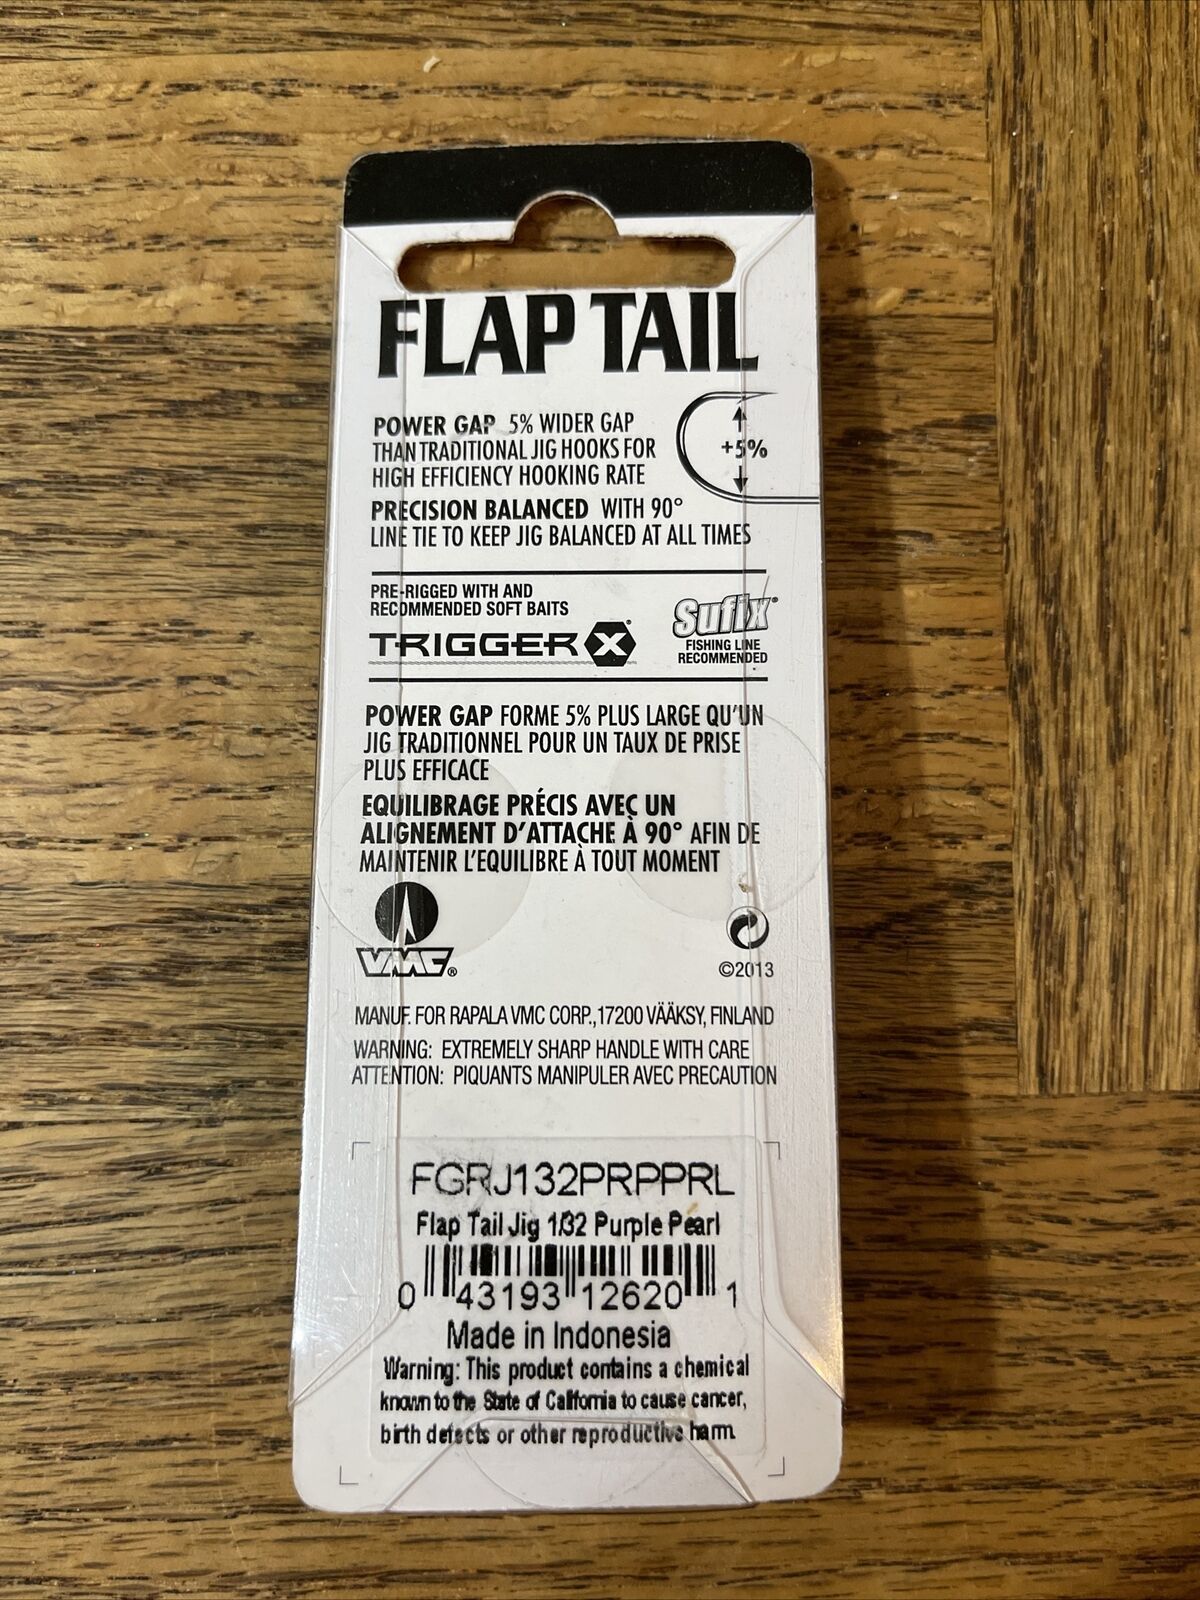 FLAP TAIL
POWER GAP 5% WIDER GAP
THAN TRADITIONAL JIG HOOKS FOR
HIGH EFFICIENCY HOOKING RATE
+5%
PRECISION BALANCED WITH 90°
LINE TIE TO KEEP JIG BALANCED AT ALL TIMES
PRE-RIGGED WITH AND
RECOMMENDED SOFT BAITS
TRIGGER X®
Sufix®
FISHING LINE
RECOMMENDED
POWER GAP FORME 5% PLUS LARGE QU'UN
JIG TRADITIONNEL POUR UN TAUX DE PRISE
PLUS EFFICACE
EQUILIBRAGE PRÉCIS AVEC UN
ALIGNEMENT D'ATTACHE À 90° AFIN DE
MAINTENIR L'EQUILIBRE À TOUT MOMENT
VMC®
©2013
MANUF. FOR RAPALA VMC CORP., 17200 VÄÄKSY, FINLAND
WARNING: EXTREMELY SHARP HANDLE WITH CARE
ATTENTION: PIQUANTS MANIPULER AVEC PRECAUTION
FGRJ132PRPPRL
Flap Tail Jig 1/32 Purple Pearl
0 43193 12620 1
Made in Indonesia
Warning: This product contains a chemical
known to the State of California to cause cancer,
birth defects or other reproductive harm.